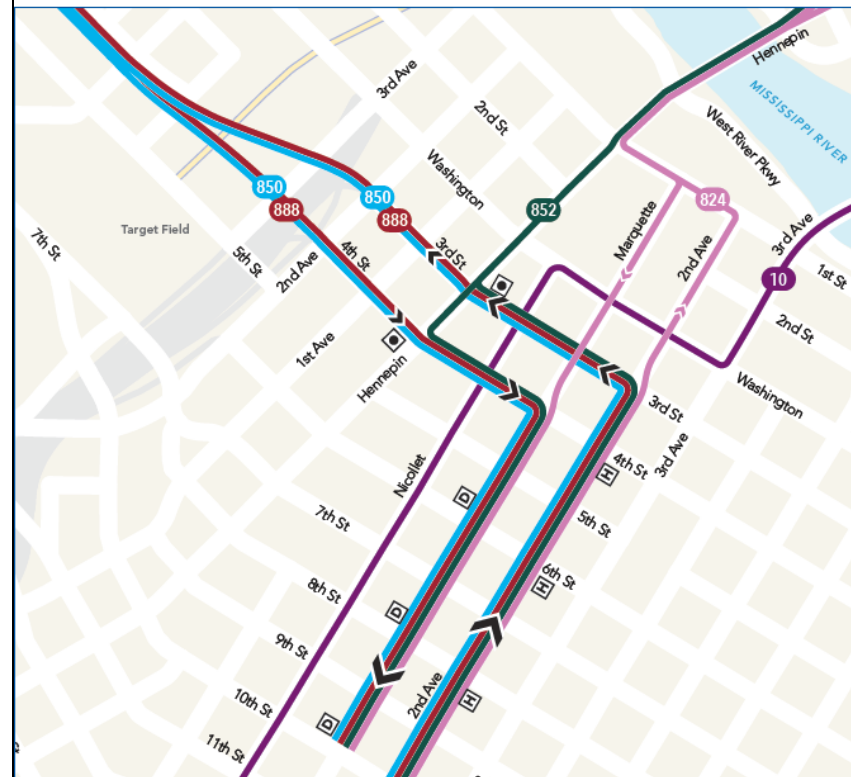 Hennepin
3rd Ave
2nd St
West River Pkwy
MISSISSIPPI RIVER
Washington
850
888
850
888
852
824
Marquette
2nd Ave
3rd Ave
1st St
10
7th St
Target Field
5th St
2nd Ave
4th St
3rd St
2nd St
1st Ave
Hennepin
Washington
3rd St
3rd Ave
4th St
H
Nicollet
D
5th St
7th St
6th St
H
8th St
D
9th St
2nd Ave
H
10th St
D
11th St